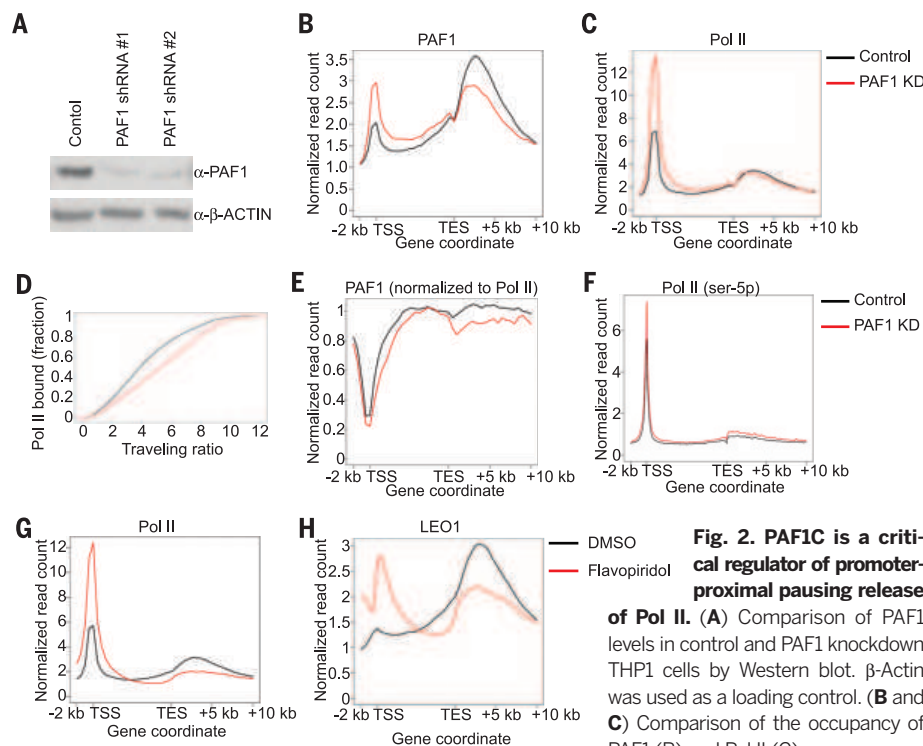 A
Contol
PAF1 shRNA #1
PAF1 shRNA #2
α-PAF1
α-β-ACTIN
B
PAF1
Normalized read count
3.5
3.0
2.5
2.0
1.5
1.0
0.5
0
-2 kb TSS TES +5 kb +10 kb
Gene coordinate
C
Pol II
Normalized read count
12
10
8
6
4
2
0
-2 kb TSS TES +5 kb +10 kb
Gene coordinate
Control
PAF1 KD
D
Pol II bound (fraction)
1
0.8
0.6
0.4
0.2
0
0 2 4 6 8 10 12
Traveling ratio
E
PAF1 (normalized to Pol II)
Normalized read count
1
0.8
0.6
0.4
0.2
0
-2 kb TSS TES +5 kb +10 kb
Gene coordinate
F
Pol II (ser-5p)
Normalized read count
6
4
2
0
-2 kb TSS TES +5 kb +10 kb
Gene coordinate
Control
PAF1 KD
G
Pol II
Normalized read count
12
10
8
6
4
2
0
-2 kb TSS TES +5 kb +10 kb
Gene coordinate
H
LEO1
Normalized read count
3
2.5
2
1.5
1
0.5
0
-2 kb TSS TES +5 kb +10 kb
Gene coordinate
DMSO
Flavopiridol
Fig. 2. PAF1C is a criti-
cal regulator of promoter-
proximal pausing release
of Pol II. (A) Comparison of PAF1
levels in control and PAF1 knockdown
THP1 cells by Western blot. β-Actin
was used as a loading control. (B and
C) Comparison of the occupancy of